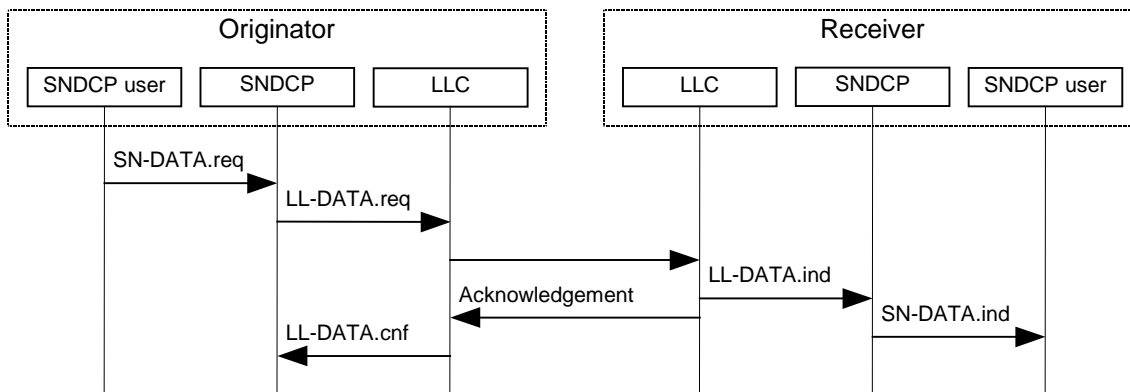 Originator
Receiver
SNDCP user
SNDCP
LLC
LLC
SNDCP
SNDCP user
SN-DATA.req
LL-DATA.req
LL-DATA.ind
Acknowledgement
SN-DATA.ind
LL-DATA.cnf